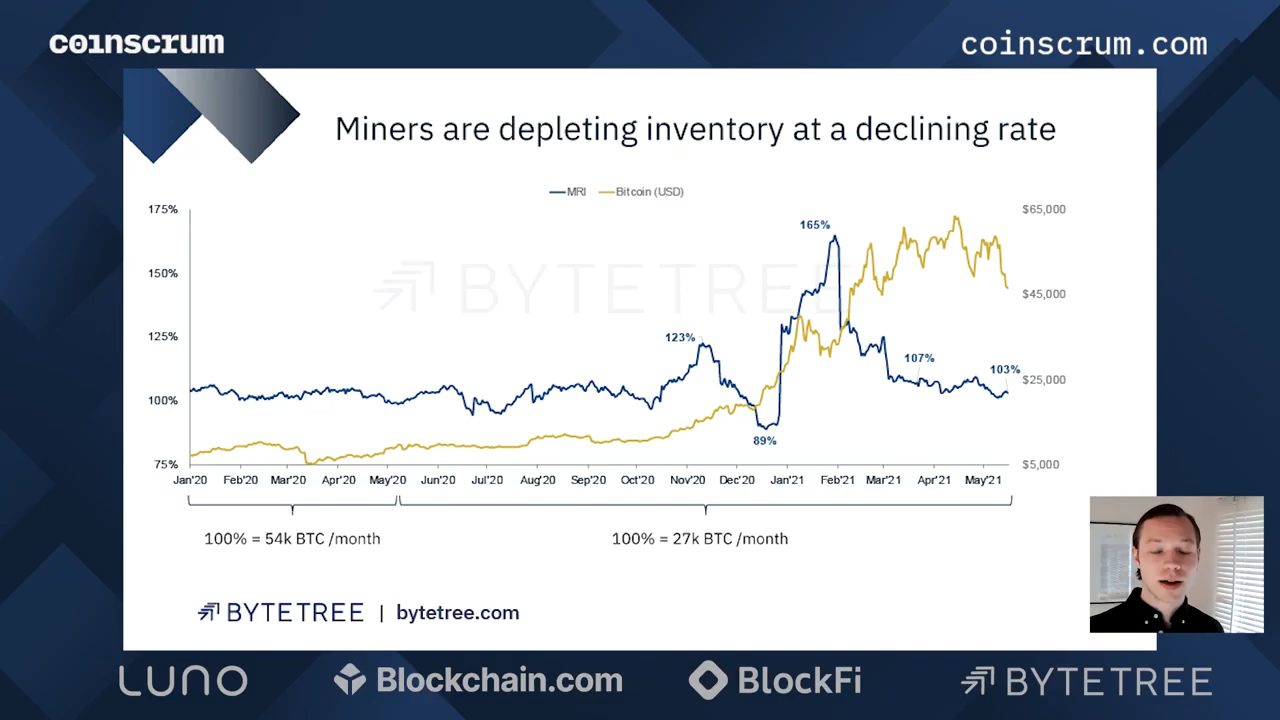 coinscrum
coinscrum.com
Miners are depleting inventory at a declining rate
MRI Bitcoin (USD)
175%
150%
125%
100%
75%
$65,000
$45,000
$25,000
$5,000
BYTETREE
165%
123%
107%
103%
89%
Jan'20 Feb'20 Mar'20 Apr'20 May'20 Jun'20 Jul'20 Aug'20 Sep'20 Oct'20 Nov'20 Dec'20 Jan'21 Feb'21 Mar'21 Apr'21 May'21
100% = 54k BTC /month
100% = 27k BTC /month
BYTETREE | bytetree.com
LUNO Blockchain.com BlockFi BYTETREE